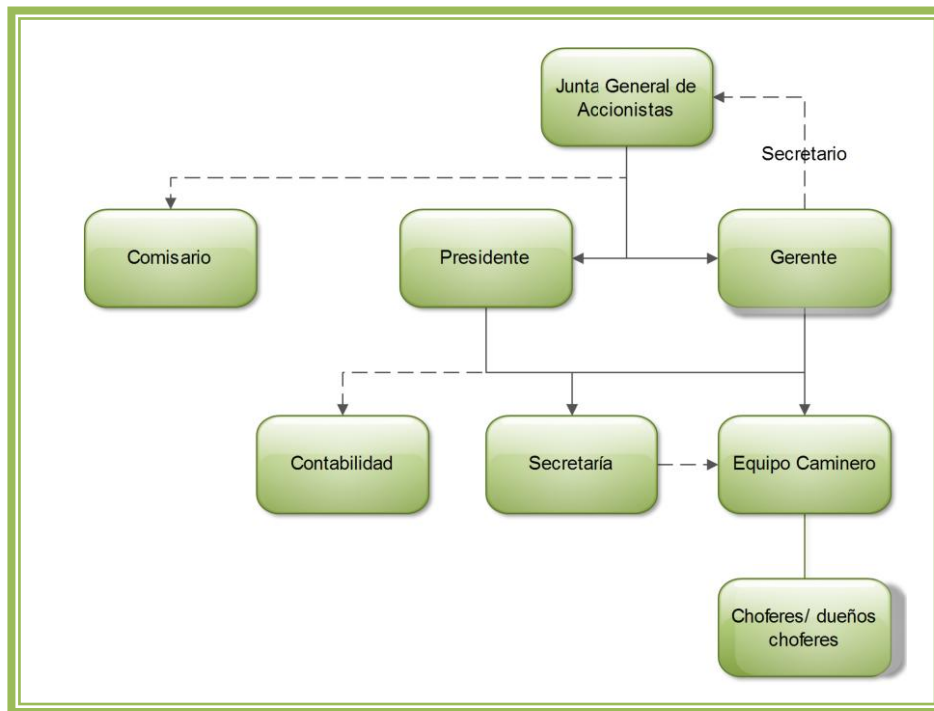 Junta General de
Accionistas
Secretario
Comisario
Presidente
Gerente
Contabilidad
Secretaría
Equipo Caminero
Choferes/ dueños
choferes